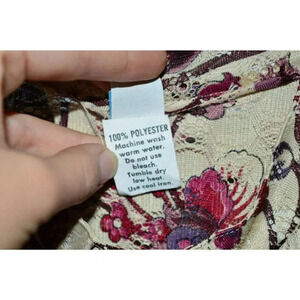 100% POLYESTER
Machine wash
warm water.
Do not use
bleach.
Tumble dry
low heat.
Use cool iron.